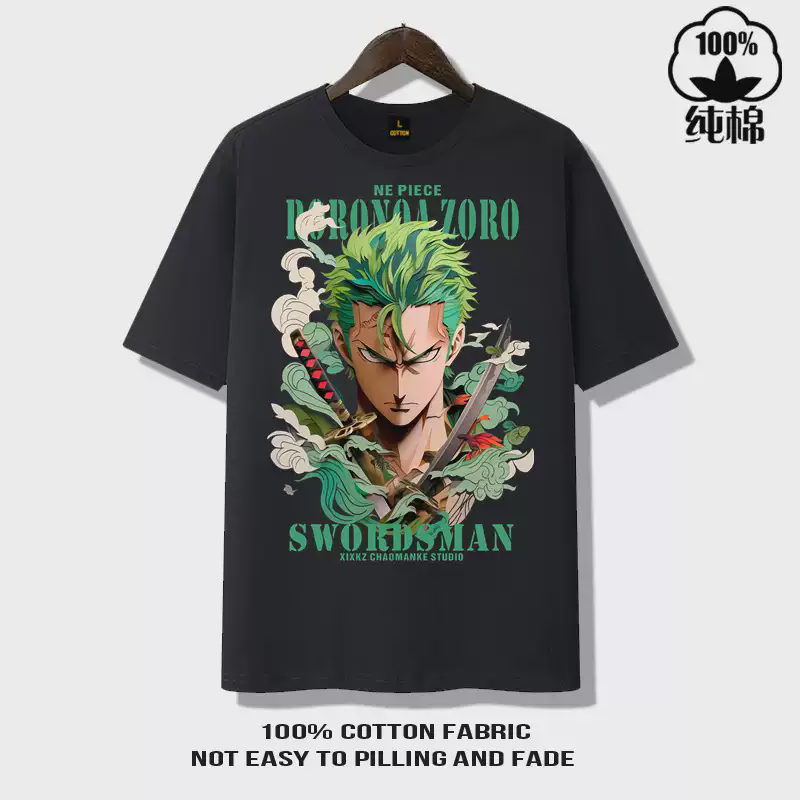 100%
纯棉
L
COTTON
NE PIECE
RORONOA ZORO
SWORDSMAN
XIXKZ CHAOMANKE STUDIO
100% COTTON FABRIC
NOT EASY TO PILLING AND FADE